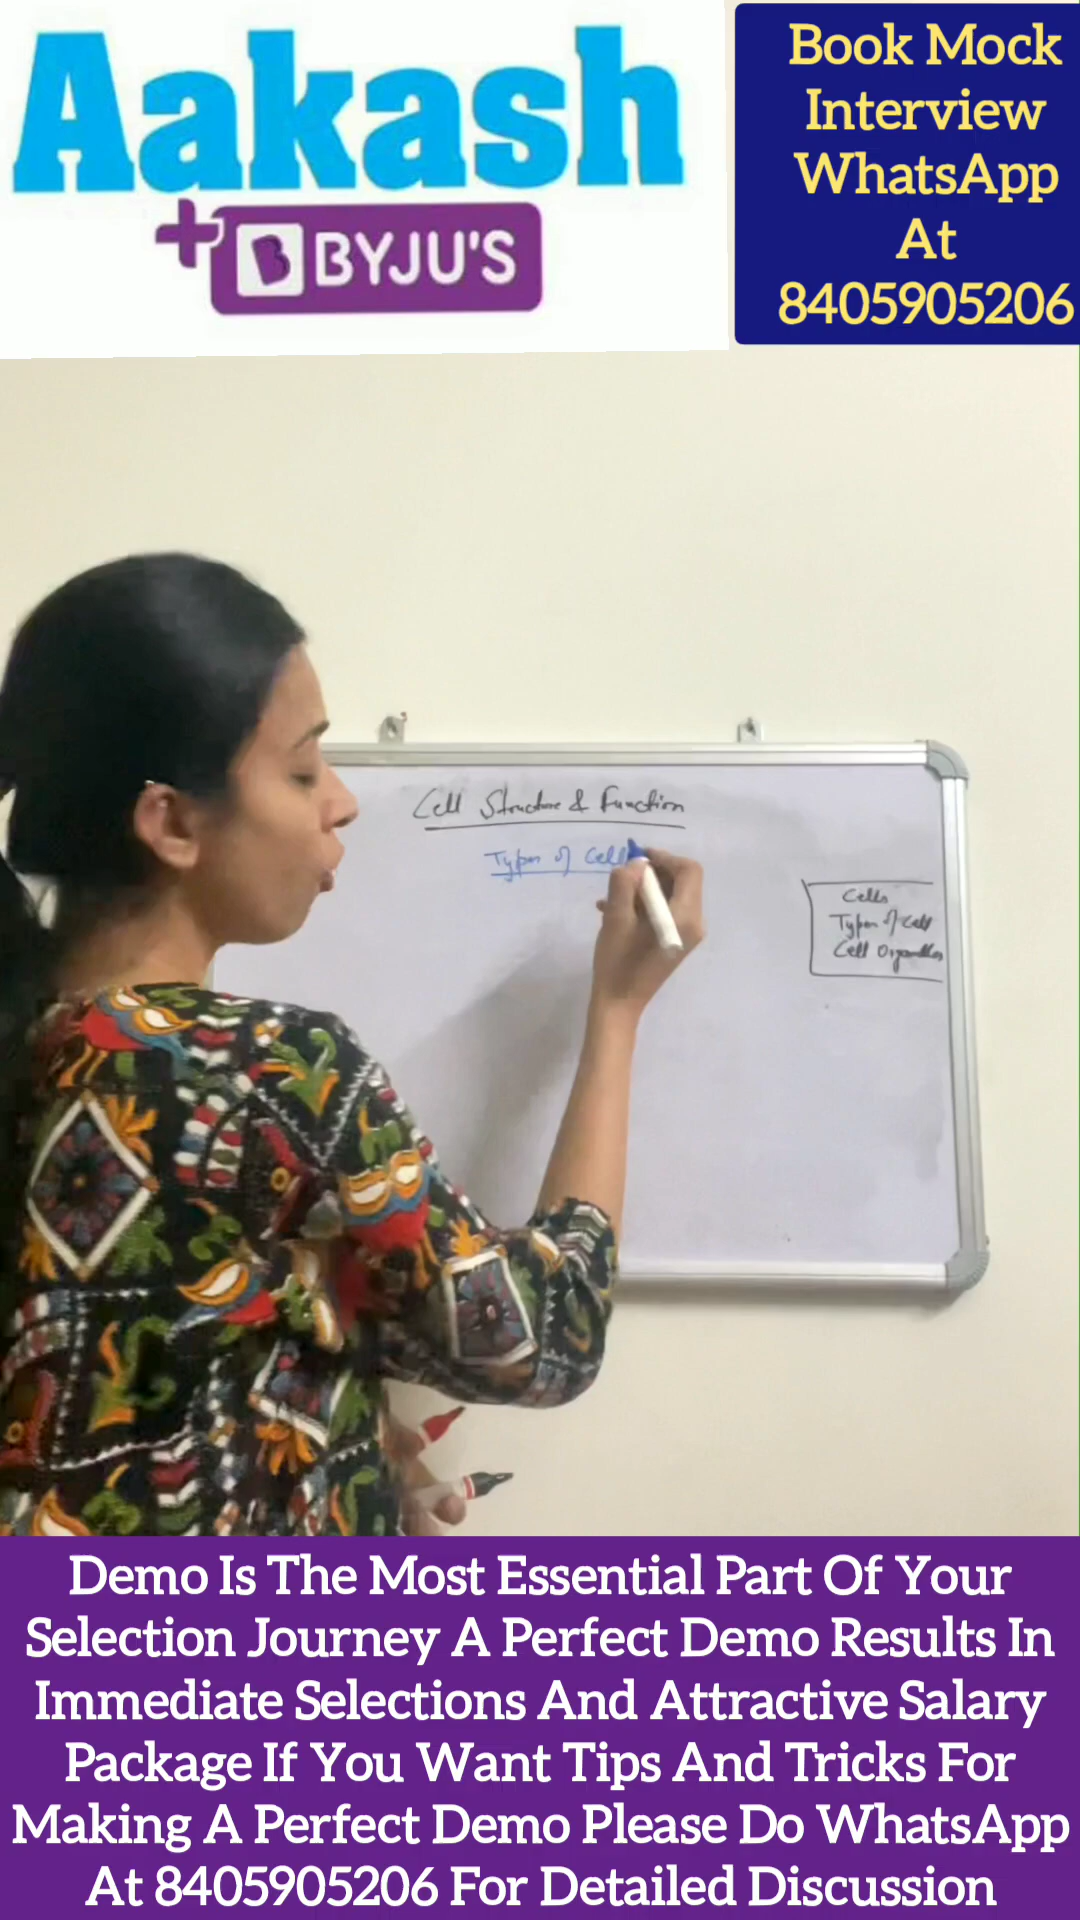 Aakash
+ BYJU'S
Book Mock
Interview
WhatsApp
At
8405905206
Cell Structure & Function
Types of Cell
Cells
Types of Cell
Cell Organelles
Demo Is The Most Essential Part Of Your
Selection Journey A Perfect Demo Results In
Immediate Selections And Attractive Salary
Package If You Want Tips And Tricks For
Making A Perfect Demo Please Do WhatsApp
At 8405905206 For Detailed Discussion